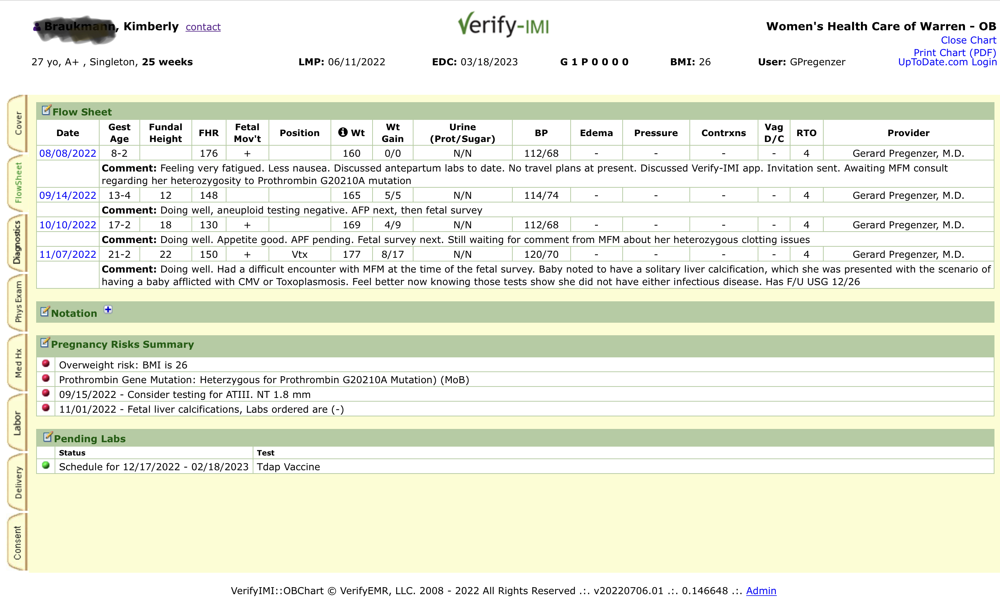 , Kimberly contact
Verify-IMI
Women's Health Care of Warren - OB
Close Chart
Print Chart (PDF)
UpToDate.com Login
27 yo, A+ , Singleton, 25 weeks LMP: 06/11/2022 EDC: 03/18/2023 G 1 P 0 0 0 0 BMI: 26 User: GPregenzer
Cover
FlowSheet
Diagnostics
Phys Exam
Med Hx
Labor
Delivery
Consent
Flow Sheet
Date Gest Age Fundal Height FHR Fetal Mov't Position Wt Wt Gain Urine (Prot/Sugar) BP Edema Pressure Contrxns Vag D/C RTO Provider
08/08/2022 8-2 176 + 160 0/0 N/N 112/68 - - - - 4 Gerard Pregenzer, M.D.
Comment: Feeling very fatigued. Less nausea. Discussed antepartum labs to date. No travel plans at present. Discussed Verify-IMI app. Invitation sent. Awaiting MFM consult
regarding her heterozygosity to Prothrombin G20210A mutation
09/14/2022 13-4 12 148 165 5/5 N/N 114/74 - - - - 4 Gerard Pregenzer, M.D.
Comment: Doing well, aneuploid testing negative. AFP next, then fetal survey
10/10/2022 17-2 18 130 + 169 4/9 N/N 112/68 - - - - 4 Gerard Pregenzer, M.D.
Comment: Doing well. Appetite good. APF pending. Fetal survey next. Still waiting for comment from MFM about her heterozygous clotting issues
11/07/2022 21-2 22 150 + Vtx 177 8/17 N/N 120/70 - - - - 4 Gerard Pregenzer, M.D.
Comment: Doing well. Had a difficult encounter with MFM at the time of the fetal survey. Baby noted to have a solitary liver calcification, which she was presented with the scenario of
having a baby afflicted with CMV or Toxoplasmosis. Feel better now knowing those tests show she did not have either infectious disease. Has F/U USG 12/26
Notation
Pregnancy Risks Summary
Overweight risk: BMI is 26
Prothrombin Gene Mutation: Heterzygous for Prothrombin G20210A Mutation) (MoB)
09/15/2022 - Consider testing for ATIII. NT 1.8 mm
11/01/2022 - Fetal liver calcifications, Labs ordered are (-)
Pending Labs
Status Test
Schedule for 12/17/2022 - 02/18/2023 Tdap Vaccine
VerifyIMI::OBChart © VerifyEMR, LLC. 2008 - 2022 All Rights Reserved .:. v20220706.01 .:. 0.146648 .:. Admin